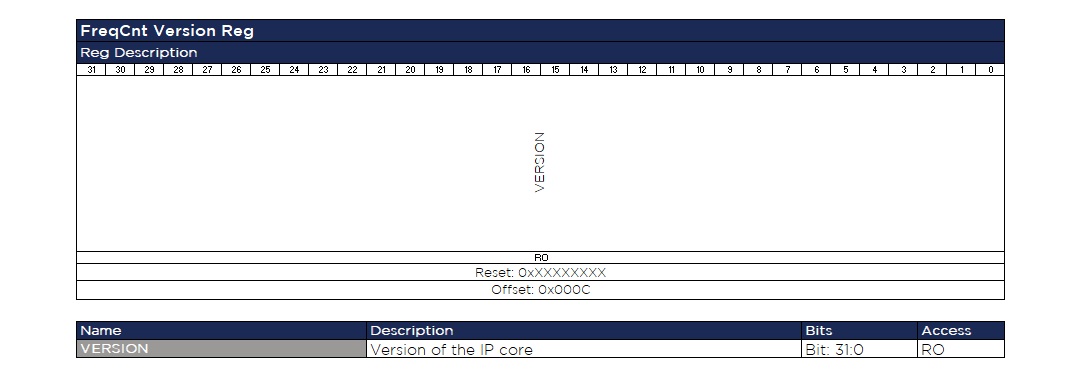 FreqCnt Version Reg
Reg Description
31 30 29 28 27 26 25 24 23 22 21 20 19 18 17 16 15 14 13 12 11 10 9 8 7 6 5 4 3 2 1 0
VERSION
RO
Reset: 0xXXXXXXXX
Offset: 0x000C
Name Description Bits Access
VERSION Version of the IP core Bit: 31:0 RO